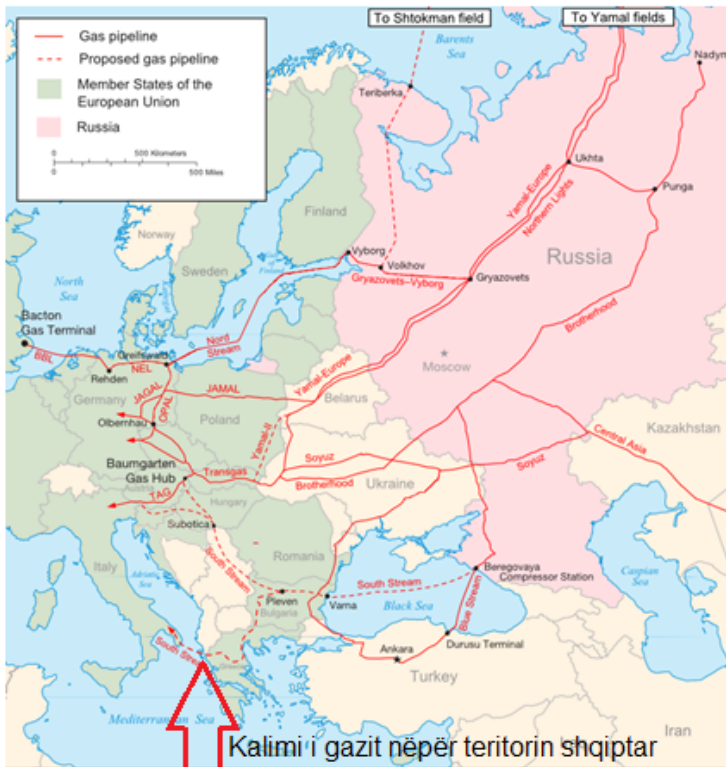 To Shtokman field
To Yamal fields
Gas pipeline
Proposed gas pipeline
Member States of the
European Union
Russia
0
500 Kilometers
0
500 Miles
Barents
Sea
Nadym
Teriberka
Ukhta
Punga
Yamal-Europe
Northern Lights
Finland
Norway
Sweden
Russia
Vyborg
Volkhov
Gryazovets
Gryazovets–Vyborg
North
Sea
Bacton
Gas Terminal
BBL
Greifswald
Nord
Stream
NEL
Rehden
Brotherhood
Moscow
JAGAL
OPAL
JAMAL
Yamal-Europe
Germany
Poland
Belarus
Olbernhau
Yamal-II
Kazakhstan
Central Asia
Baumgarten
Gas Hub
Transgas
Soyuz
Soyuz
Brotherhood
Ukraine
Austria
TAG
Hungary
Subotica
South Stream
Romania
Italy
Adriatic
Sea
Beregovaya
Compressor Station
Caspian
Sea
Pleven
Bulgaria
Varna
South Stream
Black Sea
Blue Stream
South Stream
Ankara
Durusu Terminal
Turkey
Mediterranean Sea
Iran
Kalimi i gazit nëpër teritorin shqiptar